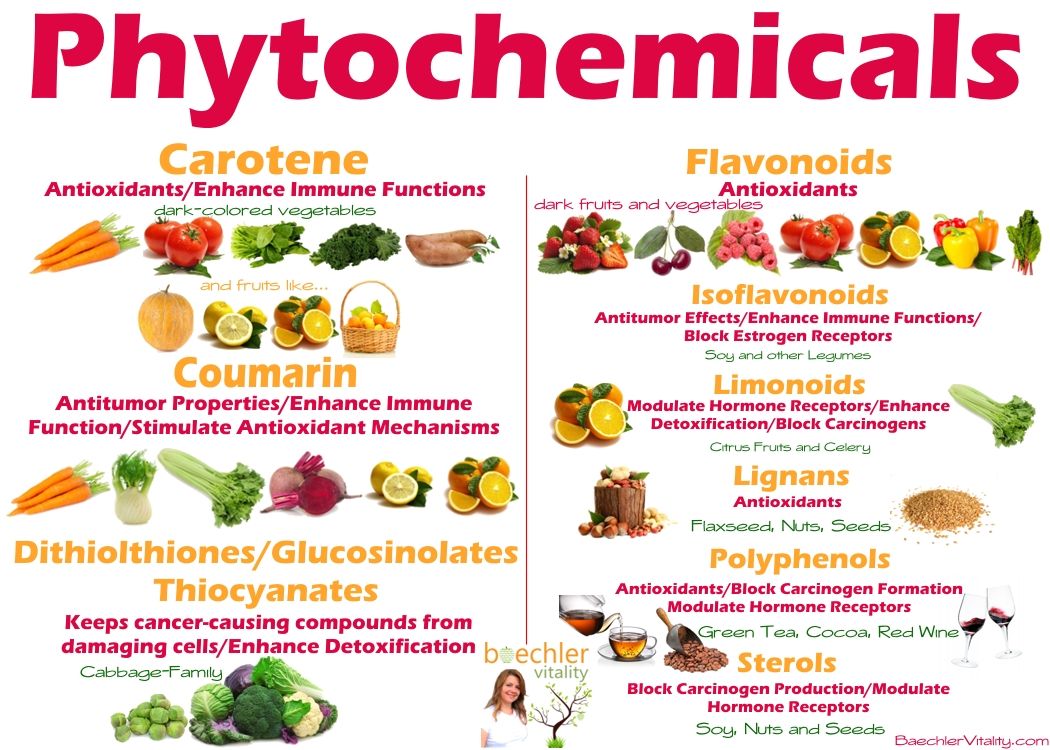 Phytochemicals
Carotene
Antioxidants/Enhance Immune Functions
dark-colored vegetables
and fruits like...
Coumarin
Antitumor Properties/Enhance Immune
Function/Stimulate Antioxidant Mechanisms
Dithiolthiones/Glucosinolates
Thiocyanates
Keeps cancer-causing compounds from
damaging cells/Enhance Detoxification
Cabbage-Family
Flavonoids
Antioxidants
dark fruits and vegetables
Isoflavonoids
Antitumor Effects/Enhance Immune Functions/
Block Estrogen Receptors
Soy and other Legumes
Limonoids
Modulate Hormone Receptors/Enhance
Detoxification/Block Carcinogens
Citrus Fruits and Celery
Lignans
Antioxidants
Flaxseed, Nuts, Seeds
Polyphenols
Antioxidants/Block Carcinogen Formation
Modulate Hormone Receptors
Green Tea, Cocoa, Red Wine
Sterols
Block Carcinogen Production/Modulate
Hormone Receptors
Soy, Nuts and Seeds
baechler
vitality
BaechlerVitality.com